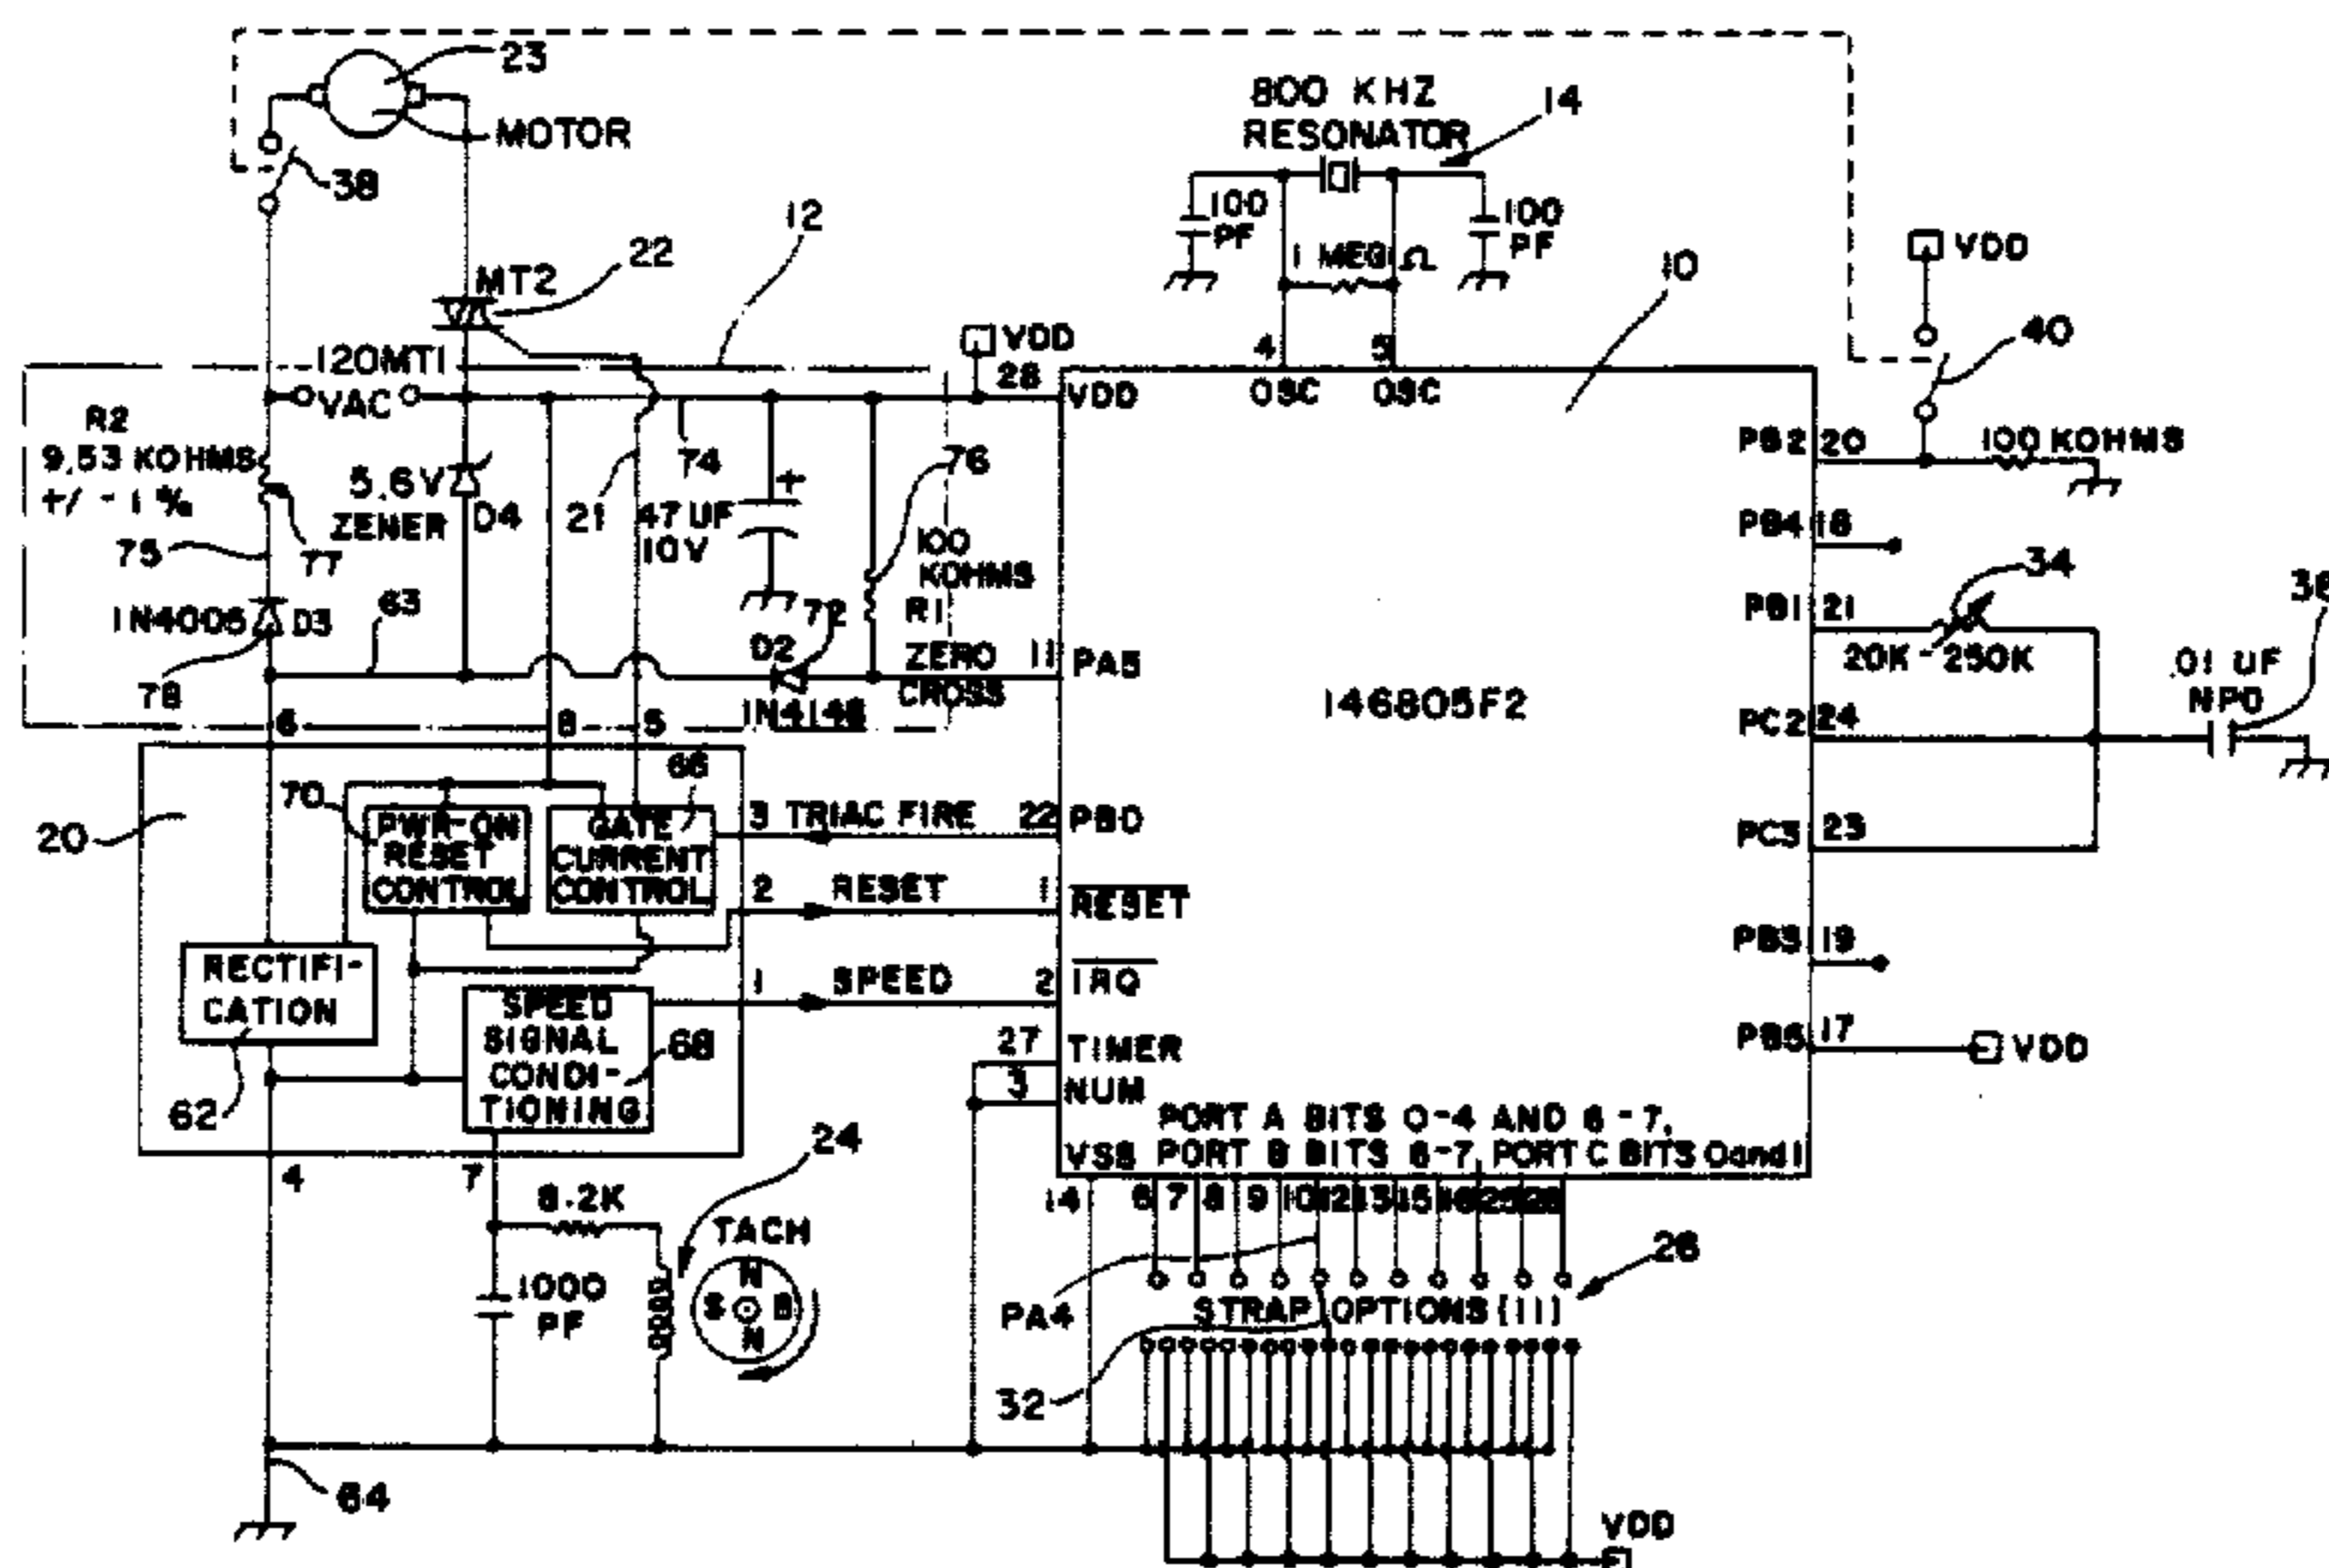 23
MOTOR
38
800 KHZ
RESONATOR
14
100
PF
100
PF
1 MEG Ω
12
22
MT2
10
VDD
40
120MT1
VAC
VDD
28
VDD
4
5
OSC
OSC
R2
9.53 KOHMS
+/ - 1 %
75
77
5.6V
ZENER
D4
21
74
47 UF
10V
+
76
100
KOHMS
R1
PB2
20
100 KOHMS
PB4
18
34
PB1
21
20K-250K
.01 UF
NPO
1N4006
D3
63
78
72
D2
1N4148
ZERO
CROSS
11
PA5
146805F2
PC2
24
6
8
5
66
20
70
PWR-ON
RESET
CONTROL
GATE
CURRENT
CONTROL
3
TRIAC FIRE
22
PB0
PC3
23
2
RESET
1
RESET
RECTIFI-
CATION
62
SPEED
SIGNAL
CONDI-
TIONING
68
1
SPEED
2
IRQ
PB3
19
27
TIMER
3
NUM
PB5
17
VDD
PORT A BITS 0-4 AND 6-7,
VSS
PORT B BITS 6-7, PORT C BITS 0 and 1
4
7
24
14
6 7 8 9 10 12 13 15 16 25 26
8.2K
TACH
1000
PF
N
S
S
N
PA4
26
STRAP OPTIONS (11)
32
64
VDD